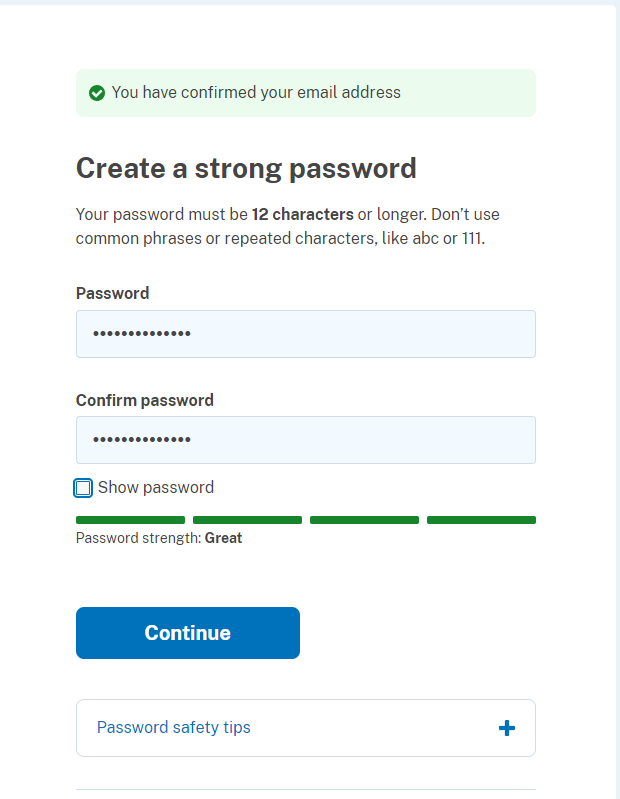 You have confirmed your email address
Create a strong password
Your password must be 12 characters or longer. Don’t use
common phrases or repeated characters, like abc or 111.
Password
••••••••••••••
Confirm password
••••••••••••••
Show password
Password strength: Great
Continue
Password safety tips